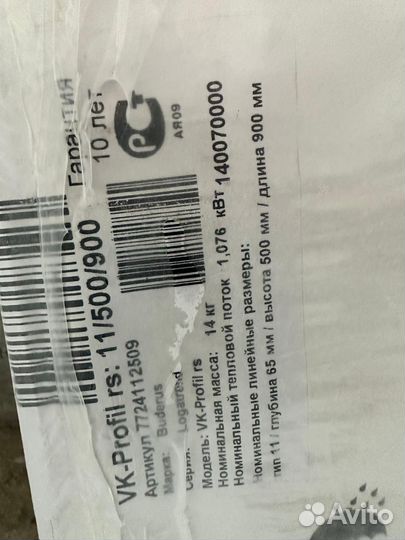 Гарантия
10 лет
РСТ
АЯ09
VK-Profil rs: 11/500/900
Артикул 7724112509
Марка: Buderus
Серия: Logatrend
Модель: VK-Profil rs
Номинальная масса: 14 кг
Номинальный тепловой поток 1,076 кВт 140070000
Номинальные линейные размеры:
тип 11 / глубина 65 мм / высота 500 мм / длина 900 мм
Avito